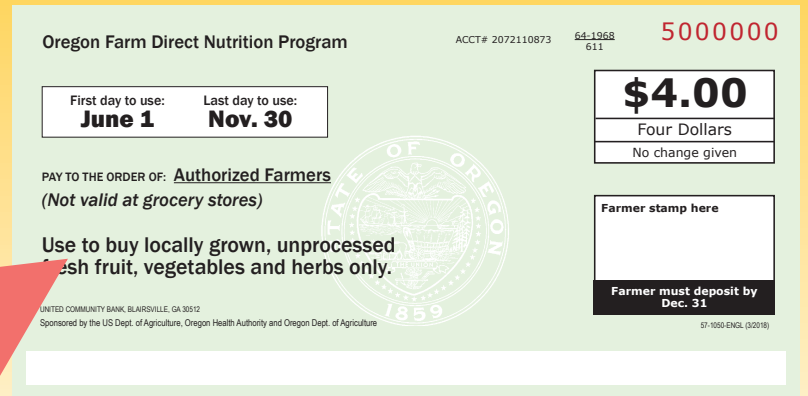 Oregon Farm Direct Nutrition Program
ACCT# 2072110873
64-1968
611
5000000
First day to use:
June 1
Last day to use:
Nov. 30
$4.00
Four Dollars
No change given
PAY TO THE ORDER OF: Authorized Farmers
(Not valid at grocery stores)
Use to buy locally grown, unprocessed
fresh fruit, vegetables and herbs only.
Farmer stamp here
Farmer must deposit by
Dec. 31
STATE OF OREGON
1859
UNITED COMMUNITY BANK, BLAIRSVILLE, GA 30512
Sponsored by the US Dept. of Agriculture, Oregon Health Authority and Oregon Dept. of Agriculture
57-1050-ENGL (3/2018)